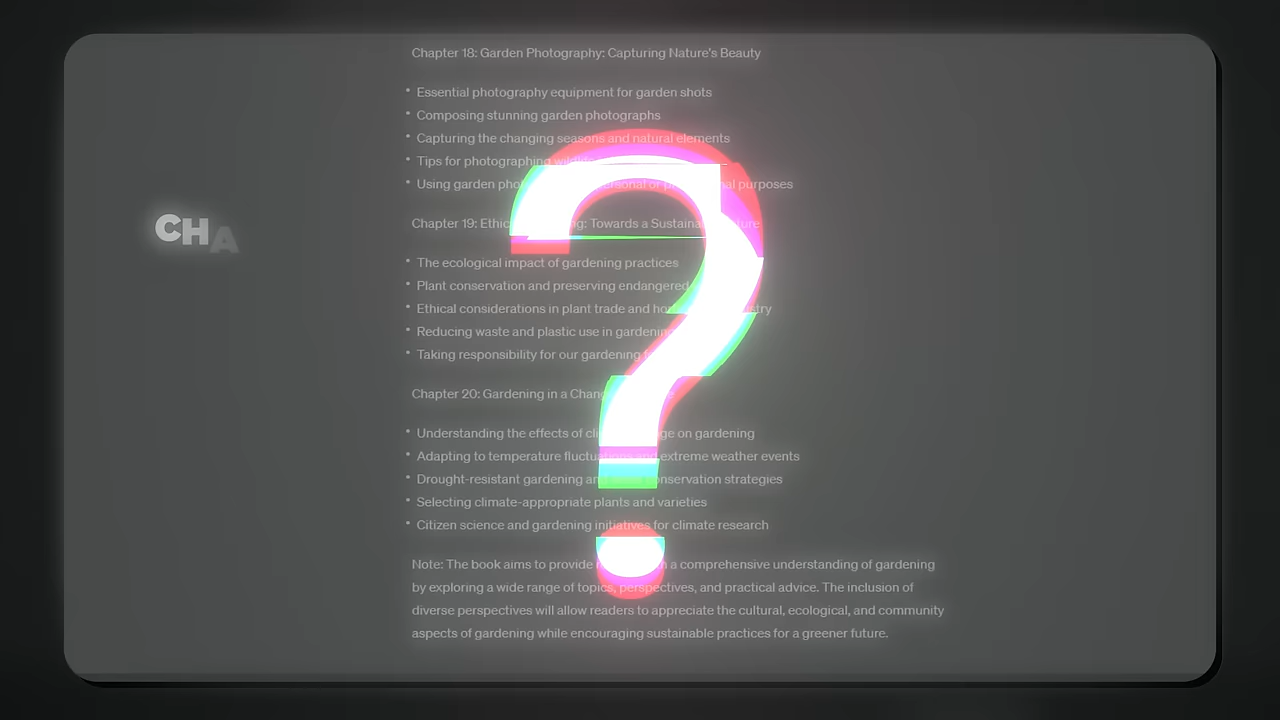 Chapter 18: Garden Photography: Capturing Nature's Beauty
• Essential photography equipment for garden shots
• Composing stunning garden photographs
• Capturing the changing seasons and natural elements
• Tips for photographing
• Using garden or purposes
CHA
Chapter 19: Towards a
• The ecological impact of gardening practices
• Plant conservation and preserving endangered
• Ethical considerations in plant trade and
• Reducing waste and plastic use in gardening
• Taking responsibility for our gardening
Chapter 20: Gardening in a
• Understanding the effects of on gardening
• Adapting to temperature fluctuations and extreme weather events
• Drought-resistant gardening and conservation strategies
• Selecting climate-appropriate plants and varieties
• Citizen science and gardening initiatives for climate research
Note: The book aims to provide a comprehensive understanding of gardening
by exploring a wide range of topics, perspectives, and practical advice. The inclusion of
diverse perspectives will allow readers to appreciate the cultural, ecological, and community
aspects of gardening while encouraging sustainable practices for a greener future.
?